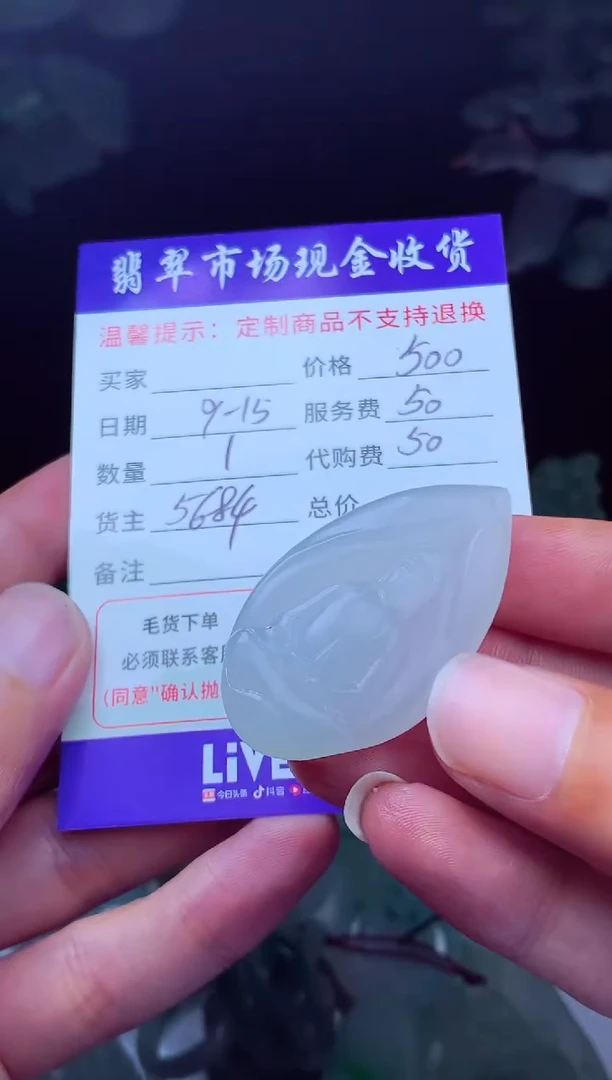 翡翠市场现金收货
温馨提示：定制商品不支持退换
买家 价格 500
日期 9-15 服务费 50
数量 1 代购费 50
货主 5684 总价
备注
毛货下单
必须联系客
(同意"确认抛
LiVE
今日头条 抖音